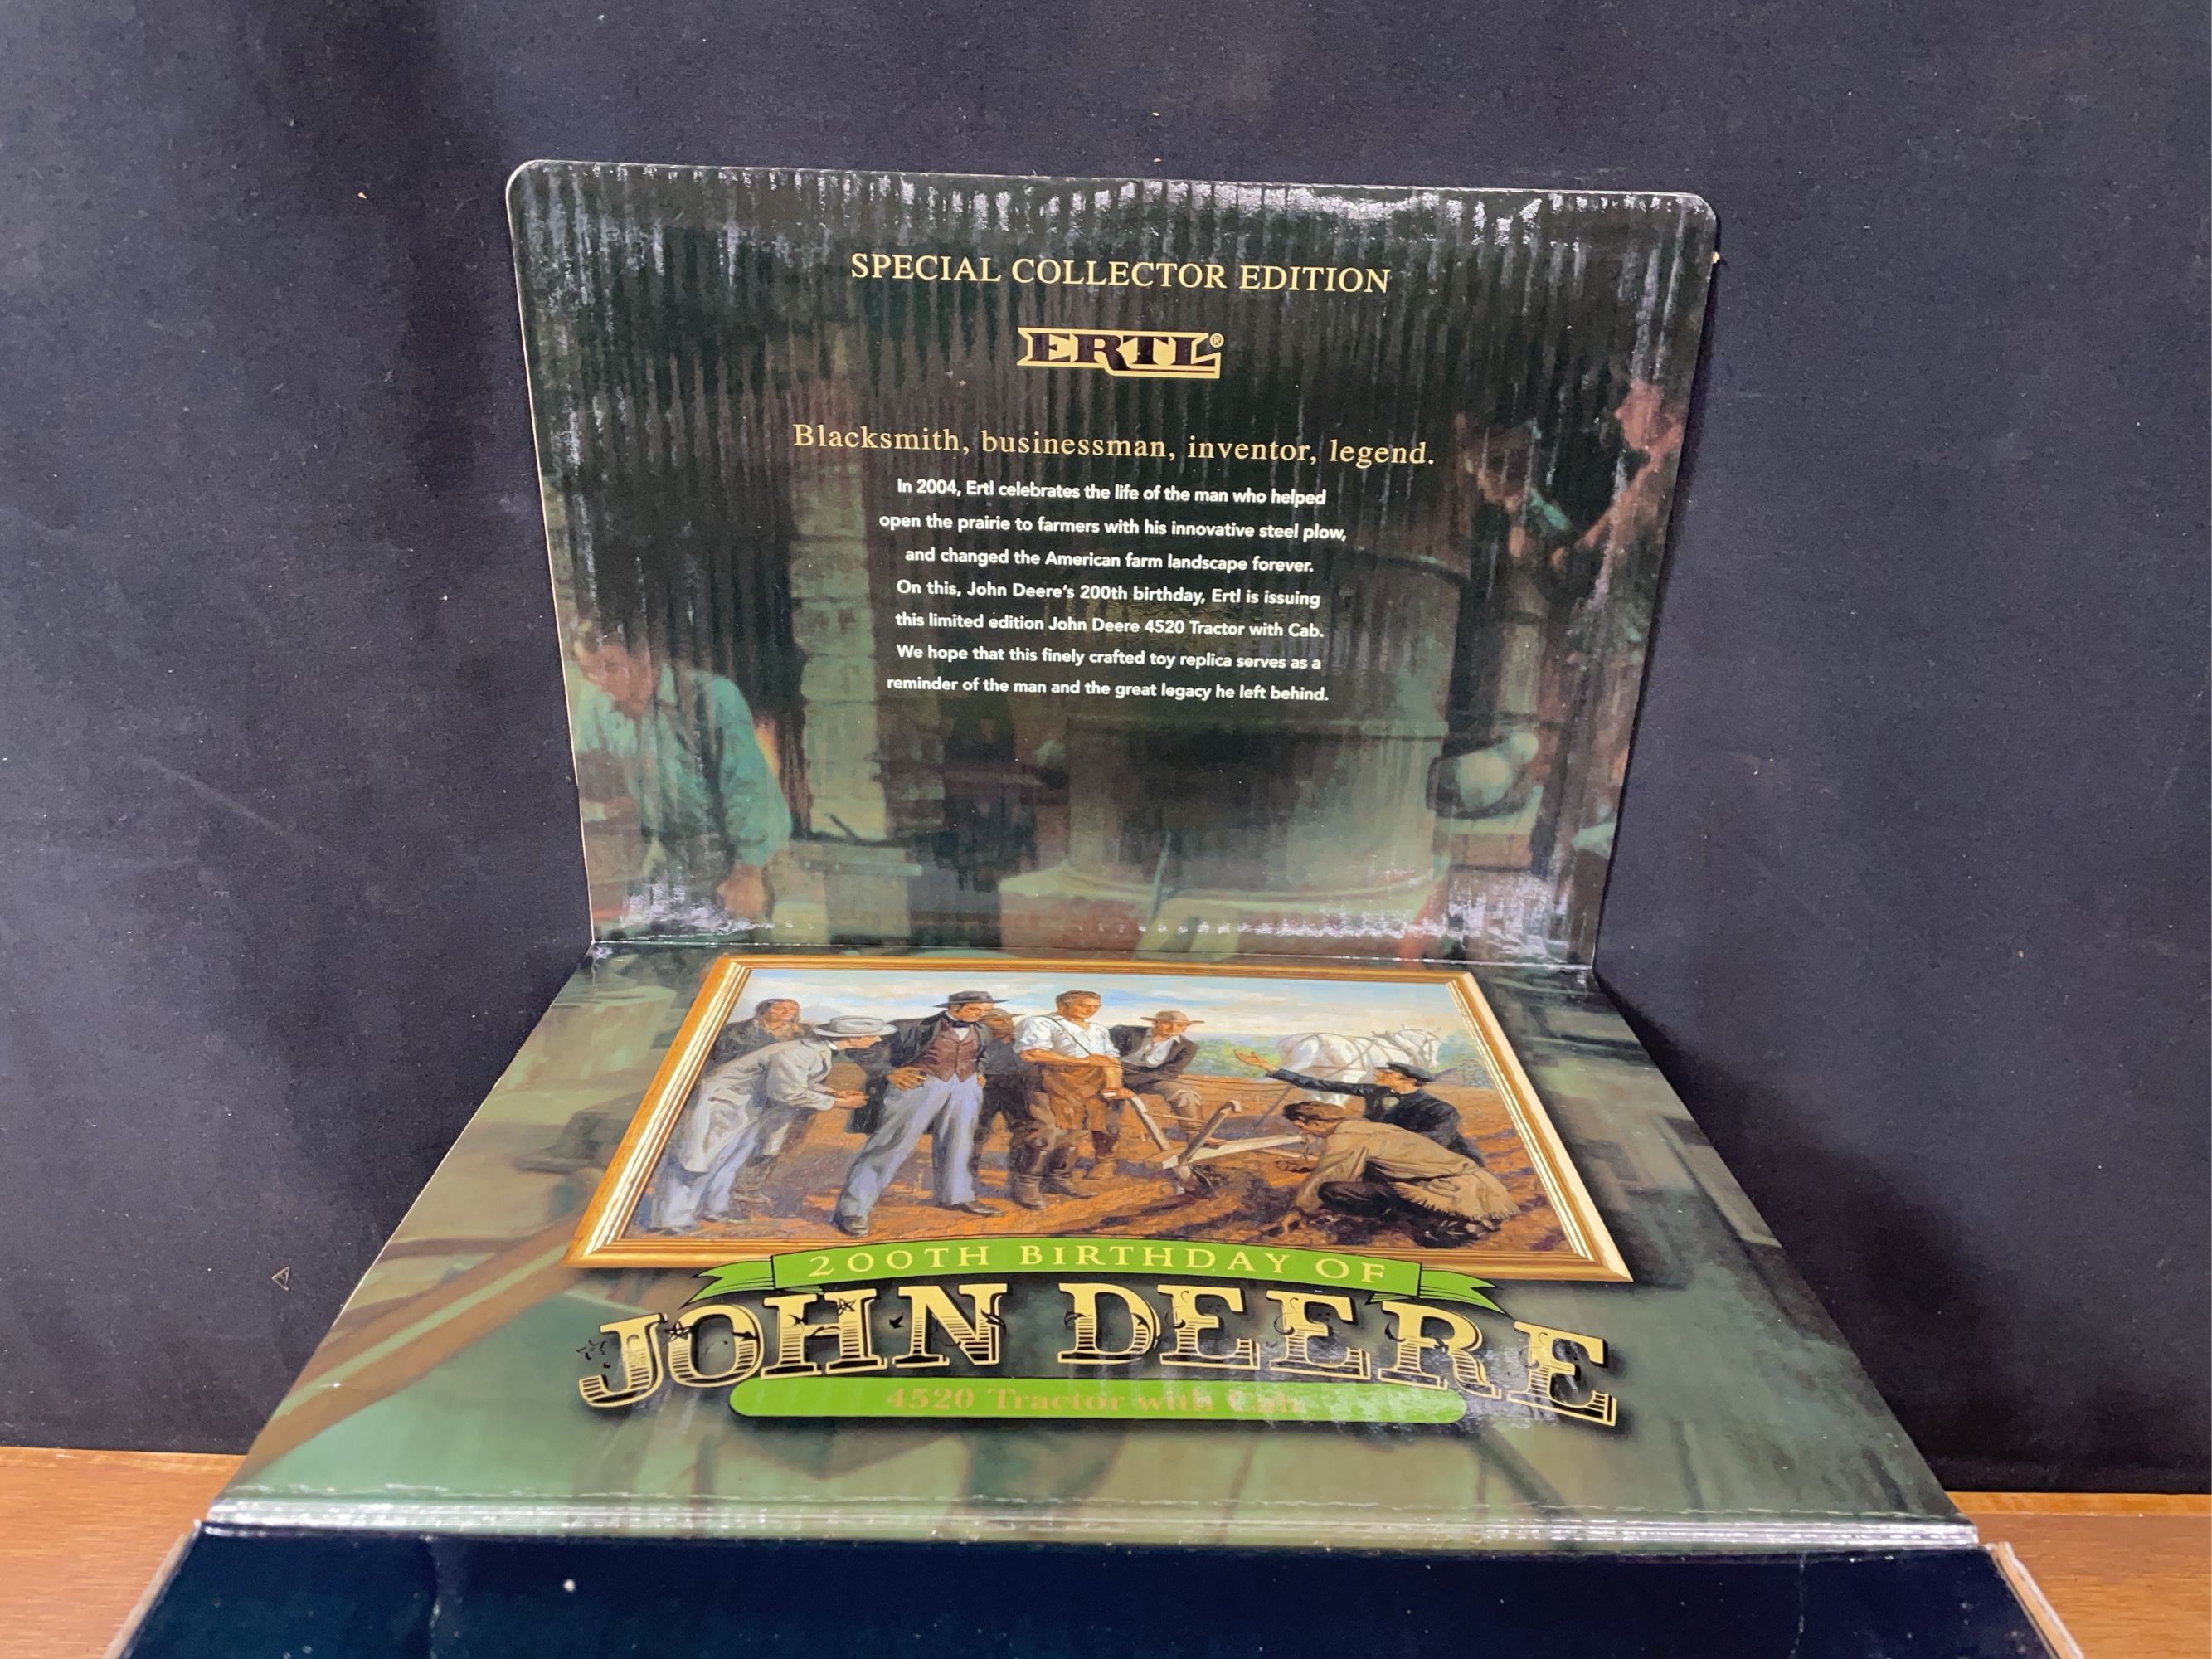 SPECIAL COLLECTOR EDITION
ERTL®
Blacksmith, businessman, inventor, legend.
In 2004, Ertl celebrates the life of the man who helped
open the prairie to farmers with his innovative steel plow,
and changed the American farm landscape forever.
On this, John Deere's 200th birthday, Ertl is issuing
this limited edition John Deere 4520 Tractor with Cab.
We hope that this finely crafted toy replica serves as a
reminder of the man and the great legacy he left behind.
200TH BIRTHDAY OF
JOHN DEERE
4520 Tractor with Cab